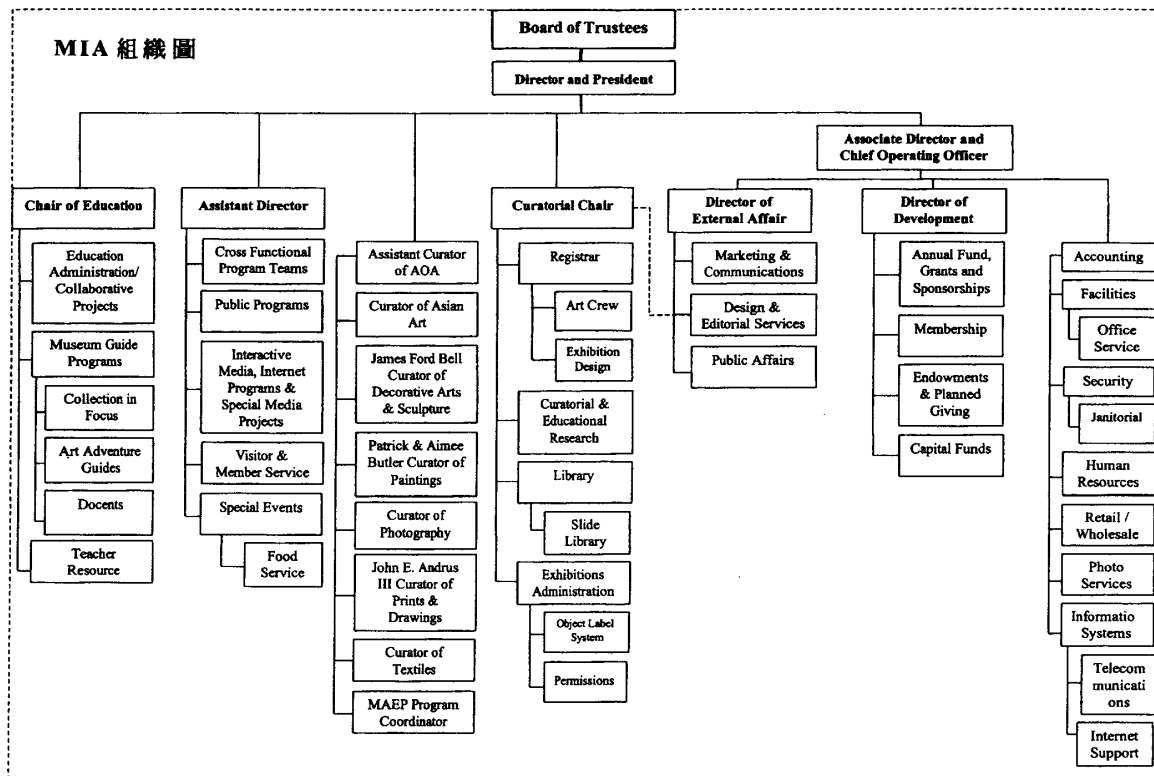 MIA 組織圖
Board of Trustees
Director and President
Associate Director and
Chief Operating Officer
Chair of Education
Education
Administration/
Collaborative
Projects
Museum Guide
Programs
Collection in
Focus
Art Adventure
Guides
Docents
Teacher
Resource
Assistant Director
Cross Functional
Program Teams
Public Programs
Interactive
Media, Internet
Programs &
Special Media
Projects
Visitor &
Member Service
Special Events
Food
Service
Assistant Curator
of AOA
Curator of Asian
Art
James Ford Bell
Curator of
Decorative Arts
& Sculpture
Patrick & Aimee
Butler Curator of
Paintings
Curator of
Photography
John E. Andrus
III Curator of
Prints &
Drawings
Curator of
Textiles
MAEP Program
Coordinator
Curatorial Chair
Registrar
Art Crew
Exhibition
Design
Curatorial &
Educational
Research
Library
Slide
Library
Exhibitions
Administration
Object Label
System
Permissions
Director of
External Affair
Marketing &
Communications
Design &
Editorial Services
Public Affairs
Director of
Development
Annual Fund,
Grants and
Sponsorships
Membership
Endowments
& Planned
Giving
Capital Funds
Accounting
Facilities
Office
Service
Security
Janitorial
Human
Resources
Retail /
Wholesale
Photo
Services
Informatio
Systems
Telecom
municati
ons
Internet
Support